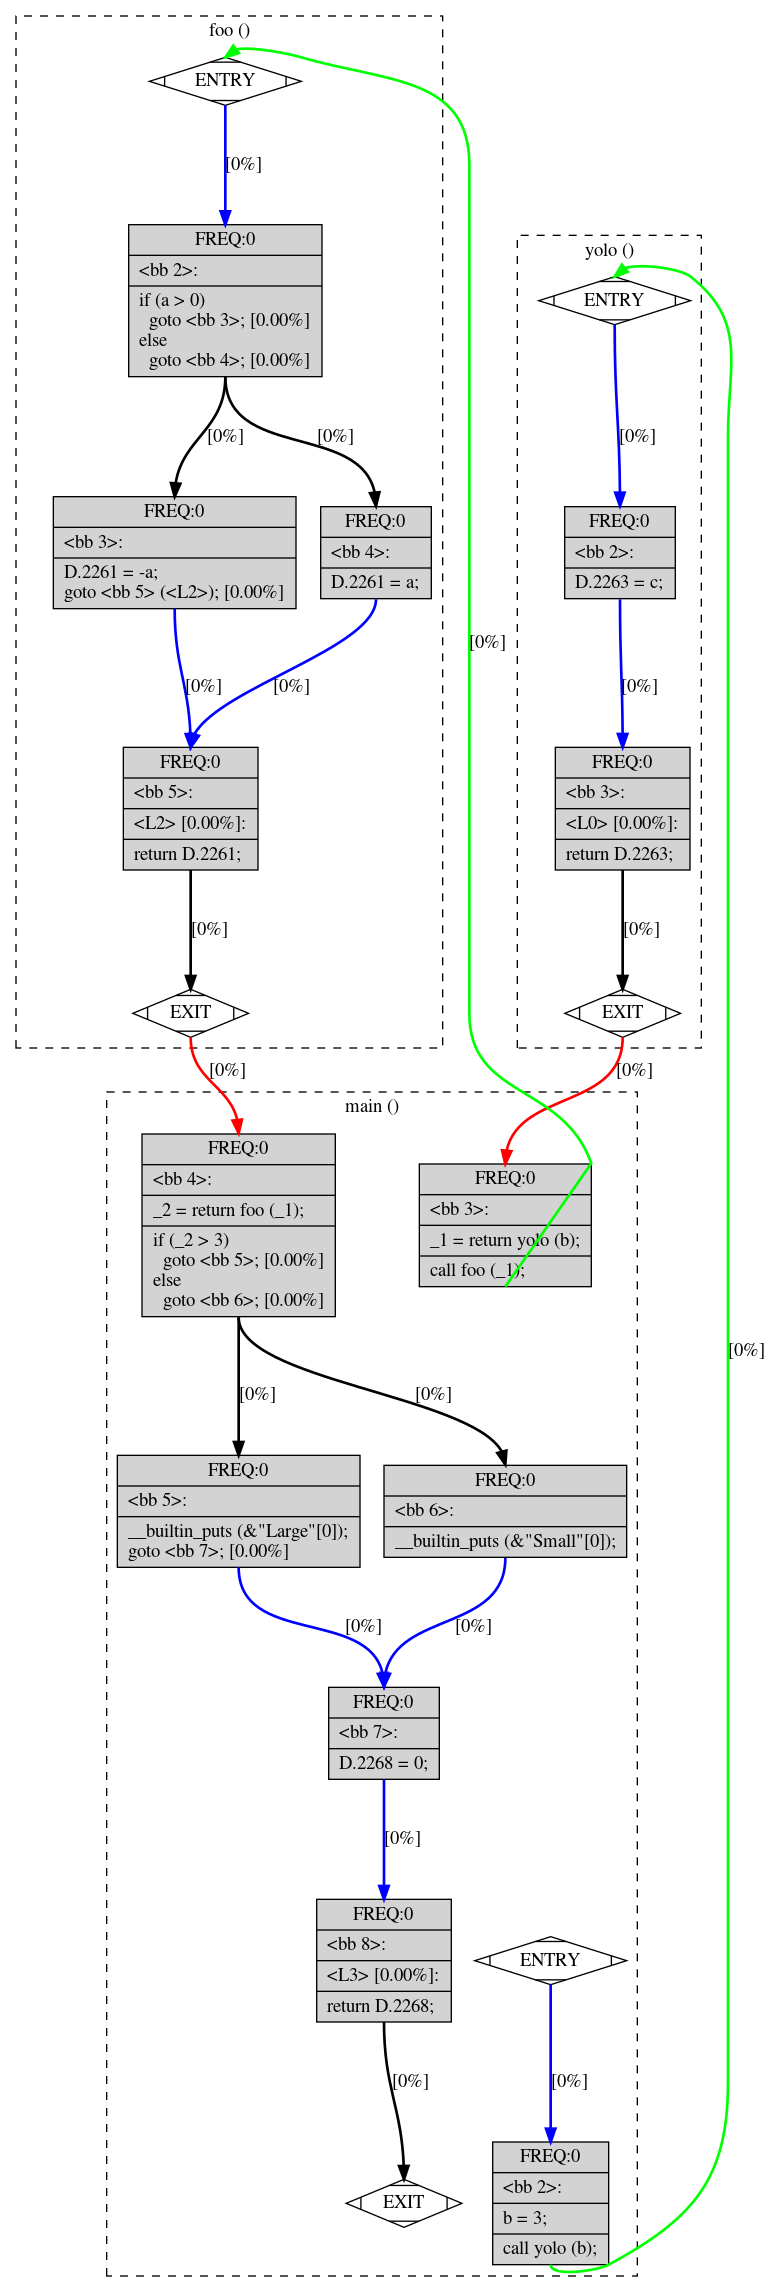 foo ()
ENTRY
[0%]
FREQ:0
<bb 2>:
if (a > 0)
goto <bb 3>; [0.00%]
else
goto <bb 4>; [0.00%]
[0%]
[0%]
FREQ:0
<bb 3>:
D.2261 = -a;
goto <bb 5> (<L2>); [0.00%]
FREQ:0
<bb 4>:
D.2261 = a;
[0%]
[0%]
FREQ:0
<bb 5>:
<L2> [0.00%]:
return D.2261;
[0%]
EXIT
[0%]
[0%]
yolo ()
ENTRY
[0%]
FREQ:0
<bb 2>:
D.2263 = c;
[0%]
FREQ:0
<bb 3>:
<L0> [0.00%]:
return D.2263;
[0%]
EXIT
[0%]
main ()
FREQ:0
<bb 4>:
_2 = return foo (_1);
if (_2 > 3)
goto <bb 5>; [0.00%]
else
goto <bb 6>; [0.00%]
FREQ:0
<bb 3>:
_1 = return yolo (b);
call foo (_1);
[0%]
[0%]
[0%]
FREQ:0
<bb 5>:
__builtin_puts (&"Large"[0]);
goto <bb 7>; [0.00%]
FREQ:0
<bb 6>:
__builtin_puts (&"Small"[0]);
[0%]
[0%]
FREQ:0
<bb 7>:
D.2268 = 0;
[0%]
FREQ:0
<bb 8>:
<L3> [0.00%]:
return D.2268;
[0%]
EXIT
ENTRY
[0%]
FREQ:0
<bb 2>:
b = 3;
call yolo (b);